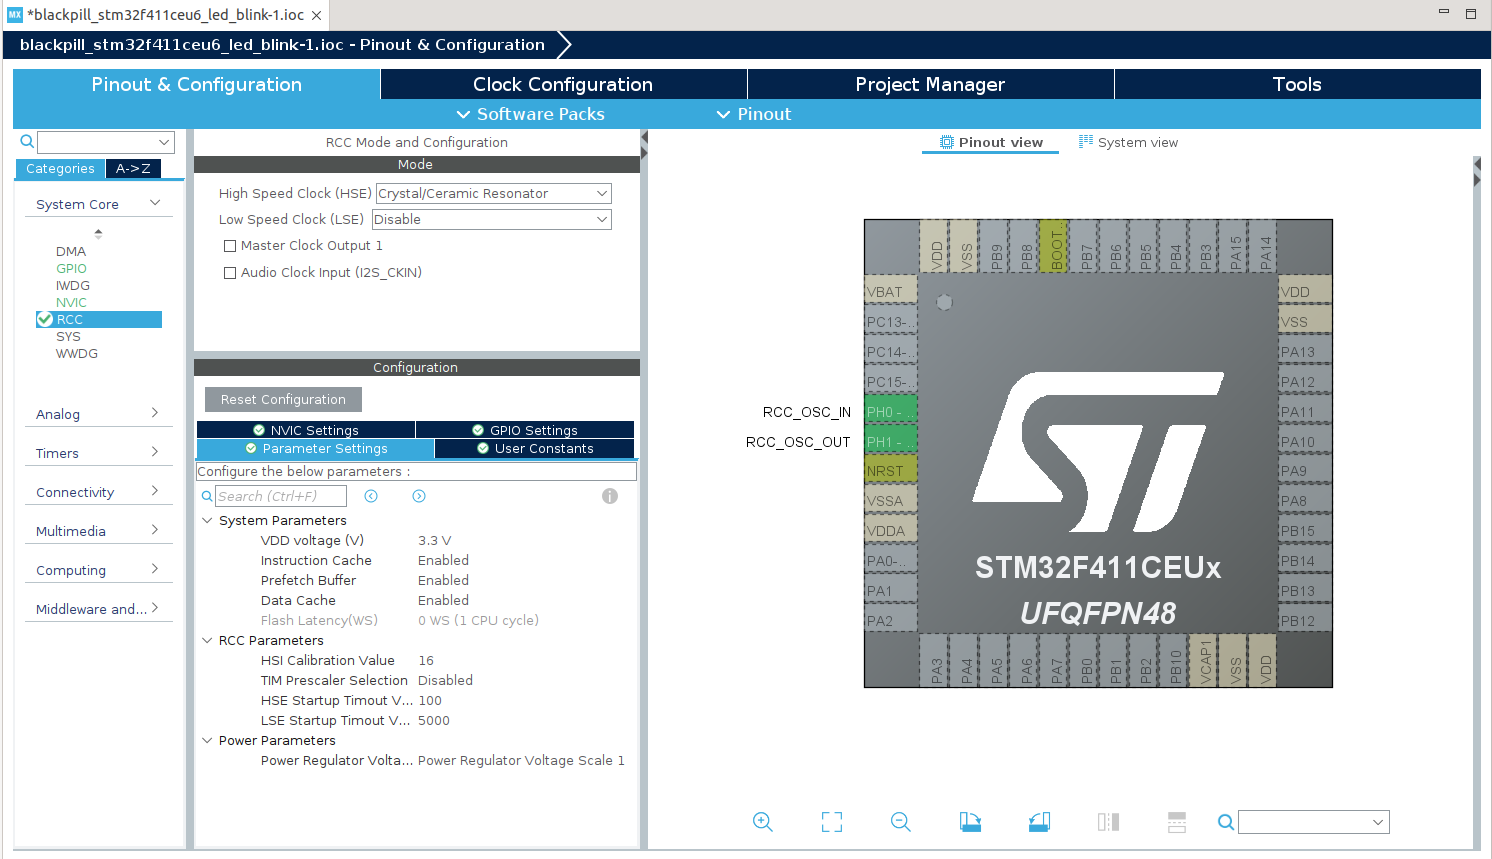 MX *blackpill_stm32f411ceu6_led_blink-1.ioc
blackpill_stm32f411ceu6_led_blink-1.ioc - Pinout & Configuration
Pinout & Configuration
Clock Configuration
Project Manager
Tools
Software Packs
Pinout
Categories
A->Z
System Core
DMA
GPIO
IWDG
NVIC
RCC
SYS
WWDG
Analog
Timers
Connectivity
Multimedia
Computing
Middleware and...
RCC Mode and Configuration
Mode
High Speed Clock (HSE) Crystal/Ceramic Resonator
Low Speed Clock (LSE) Disable
Master Clock Output 1
Audio Clock Input (I2S_CKIN)
Configuration
Reset Configuration
NVIC Settings
GPIO Settings
Parameter Settings
User Constants
Configure the below parameters :
Search (Ctrl+F)
System Parameters
VDD voltage (V) 3.3 V
Instruction Cache Enabled
Prefetch Buffer Enabled
Data Cache Enabled
Flash Latency(WS) 0 WS (1 CPU cycle)
RCC Parameters
HSI Calibration Value 16
TIM Prescaler Selection Disabled
HSE Startup Timout V... 100
LSE Startup Timout V... 5000
Power Parameters
Power Regulator Volta... Power Regulator Voltage Scale 1
Pinout view
System view
VDD
VSS
PB9
PB8
BOOT..
PB7
PB6
PB5
PB4
PB3
PA15
PA14
VBAT
PC13-..
PC14-..
PC15-..
RCC_OSC_IN
PH0 - ..
RCC_OSC_OUT
PH1 - ..
NRST
VSSA
VDDA
PA0-..
PA1
PA2
STM32F411CEUx
UFQFPN48
VDD
VSS
PA13
PA12
PA11
PA10
PA9
PA8
PB15
PB14
PB13
PB12
PA3
PA4
PA5
PA6
PA7
PB0
PB1
PB2
PB10
VCAP1
VSS
VDD